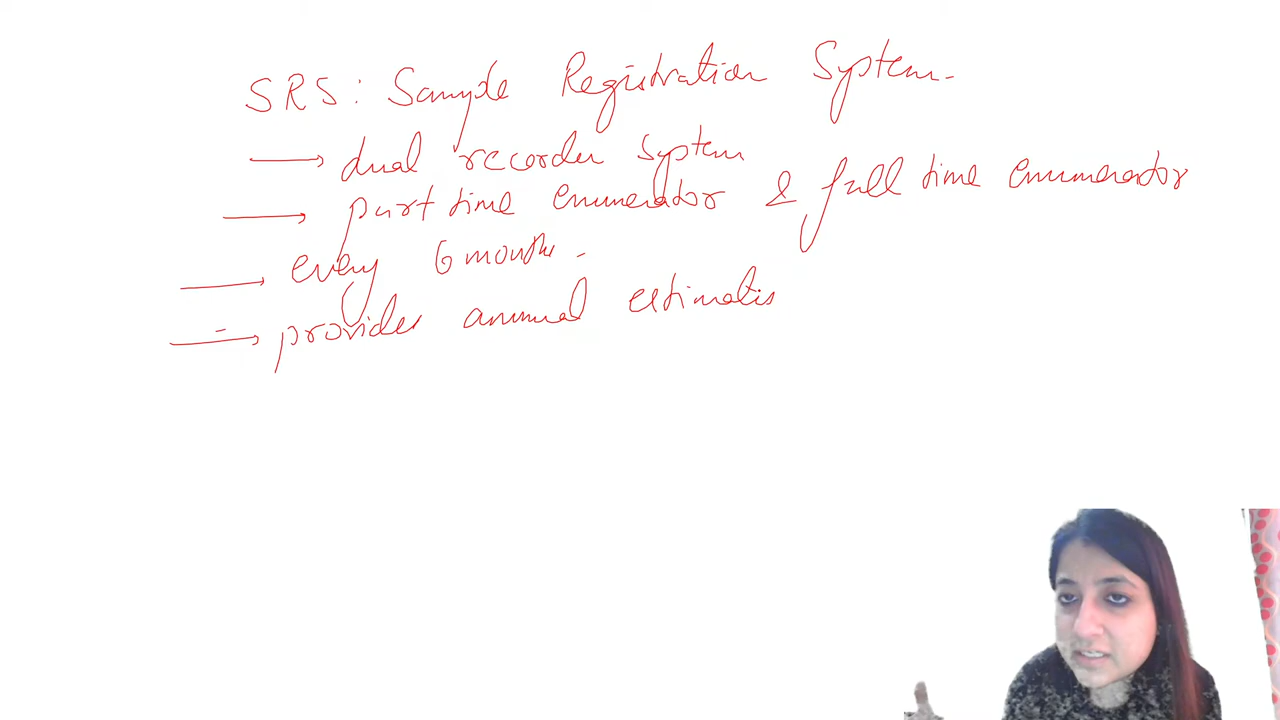 SRS: Sample Registration System.
→ dual recorder system
→ part time enumerator & full time enumerator
→ every 6 months.
→ provides annual estimates